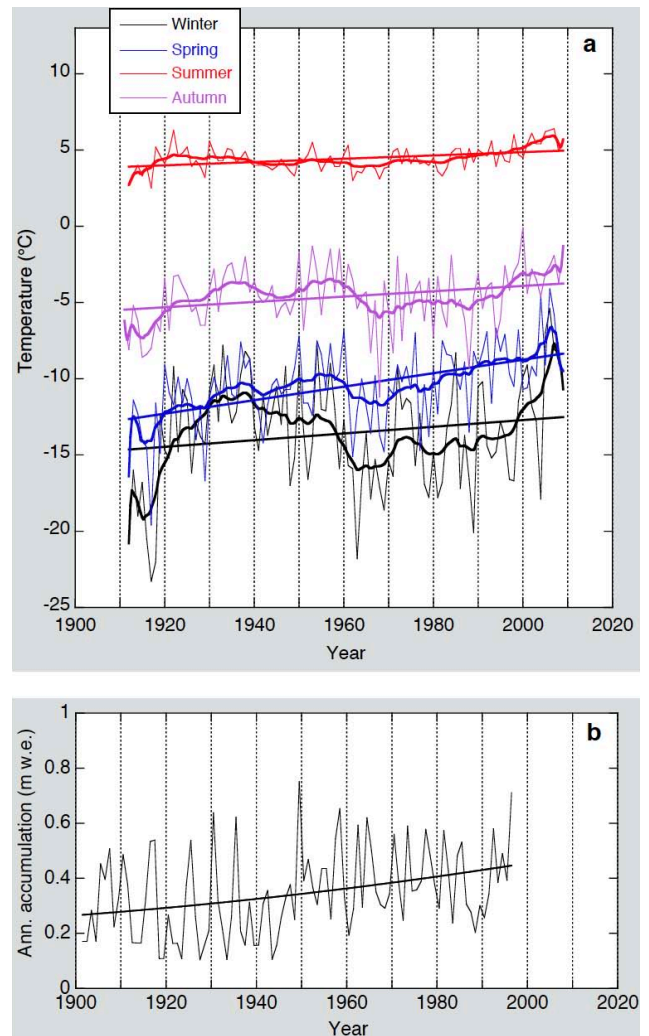 Winter
Spring
Summer
Autumn
a
10
5
0
-5
-10
-15
-20
-25
Temperature (°C)
1900 1920 1940 1960 1980 2000 2020
Year
b
1
0.8
0.6
0.4
0.2
0
Ann. accumulation (m w.e.)
1900 1920 1940 1960 1980 2000 2020
Year